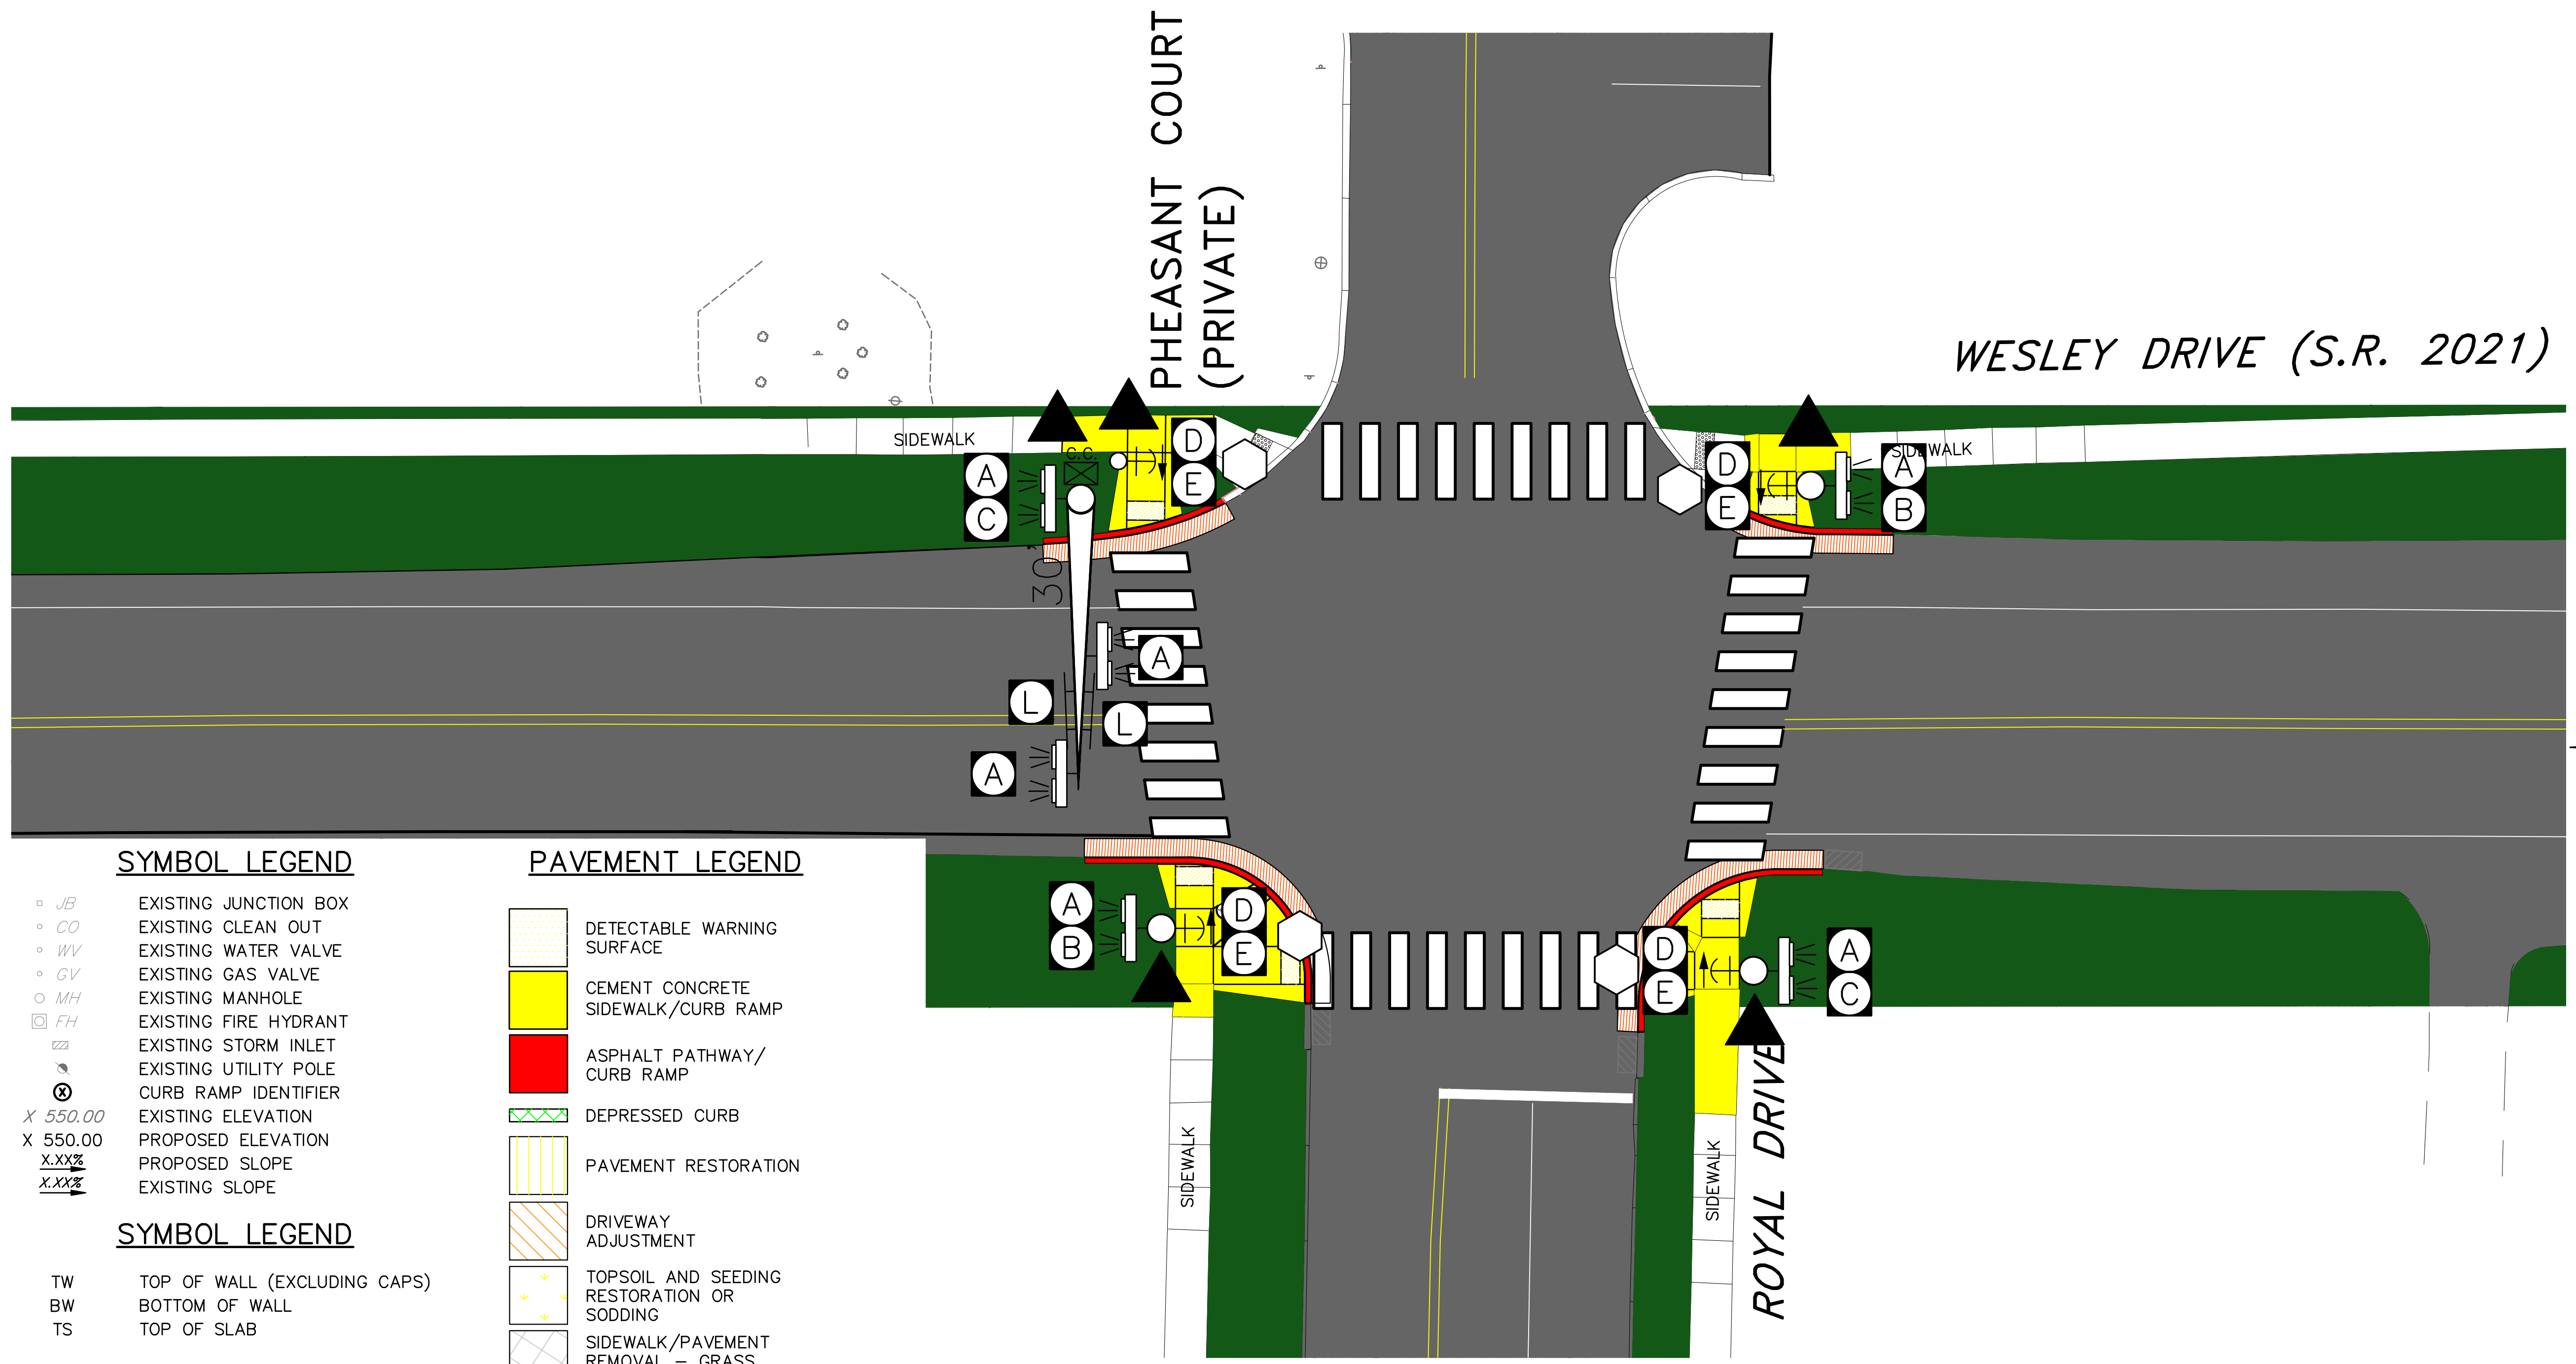 PHEASANT COURT
(PRIVATE)
WESLEY DRIVE (S.R. 2021)
SIDEWALK
C.C.
D
E
A
C
30'
D
E
SIDEWALK
A
B
A
L
L
A
A
B
D
E
D
E
A
C
SIDEWALK
SIDEWALK
ROYAL DRIVE
SYMBOL LEGEND
JB EXISTING JUNCTION BOX
CO EXISTING CLEAN OUT
WV EXISTING WATER VALVE
GV EXISTING GAS VALVE
MH EXISTING MANHOLE
FH EXISTING FIRE HYDRANT
EXISTING STORM INLET
EXISTING UTILITY POLE
X CURB RAMP IDENTIFIER
X 550.00 EXISTING ELEVATION
X 550.00 PROPOSED ELEVATION
X.XX% PROPOSED SLOPE
X.XX% EXISTING SLOPE
SYMBOL LEGEND
TW TOP OF WALL (EXCLUDING CAPS)
BW BOTTOM OF WALL
TS TOP OF SLAB
PAVEMENT LEGEND
DETECTABLE WARNING
SURFACE
CEMENT CONCRETE
SIDEWALK/CURB RAMP
ASPHALT PATHWAY/
CURB RAMP
DEPRESSED CURB
PAVEMENT RESTORATION
DRIVEWAY
ADJUSTMENT
TOPSOIL AND SEEDING
RESTORATION OR
SODDING
SIDEWALK/PAVEMENT
REMOVAL – GRASS